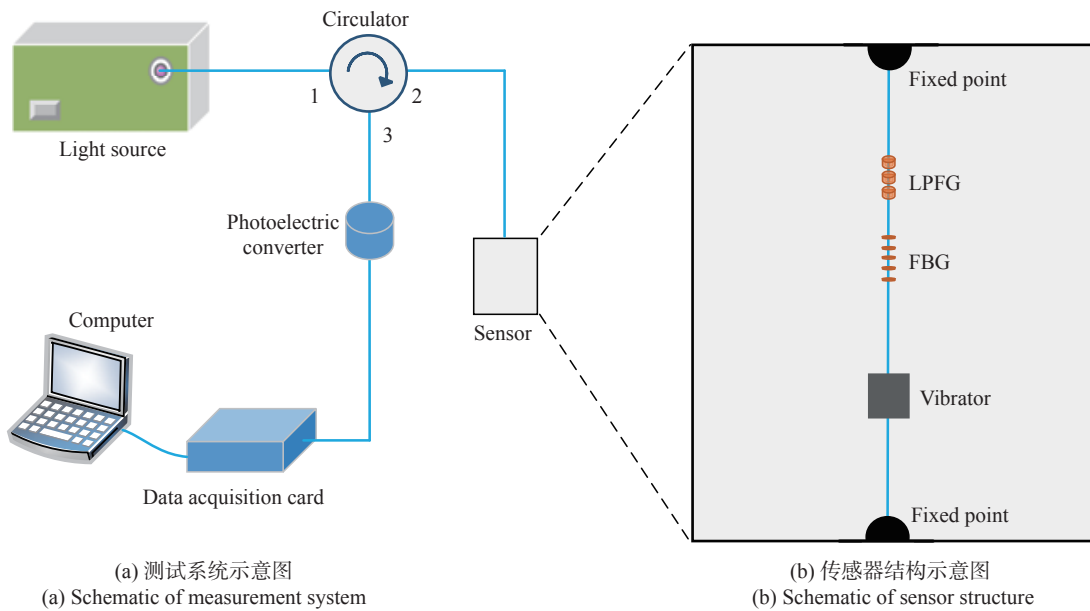 Circulator
1
2
3
Light source
Photoelectric
converter
Sensor
Computer
Data acquisition card
(a) 测试系统示意图
(a) Schematic of measurement system
Fixed point
LPFG
FBG
Vibrator
Fixed point
(b) 传感器结构示意图
(b) Schematic of sensor structure